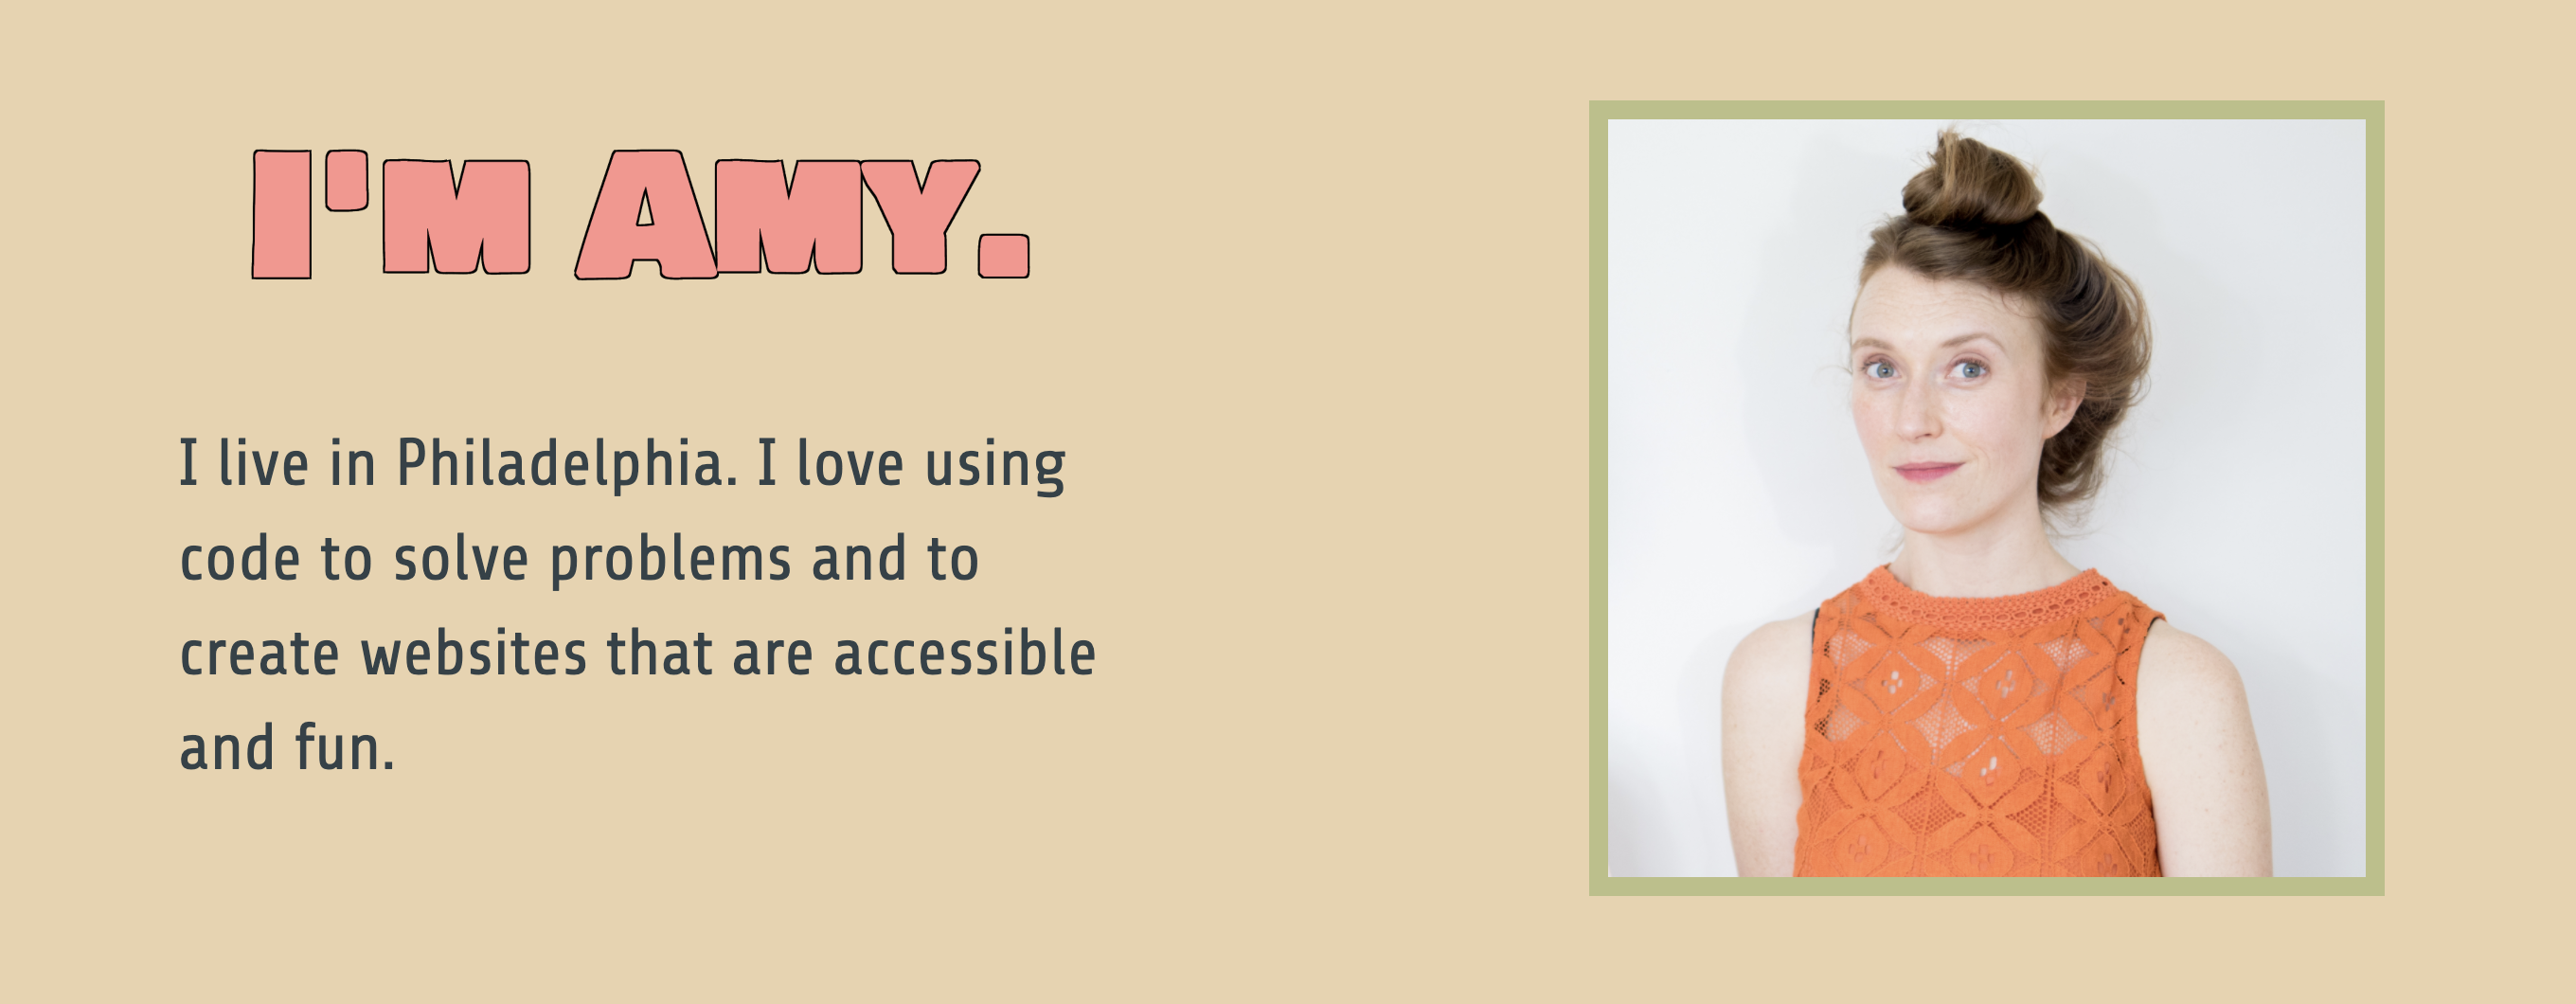 I'm Amy.
I live in Philadelphia. I love using
code to solve problems and to
create websites that are accessible
and fun.